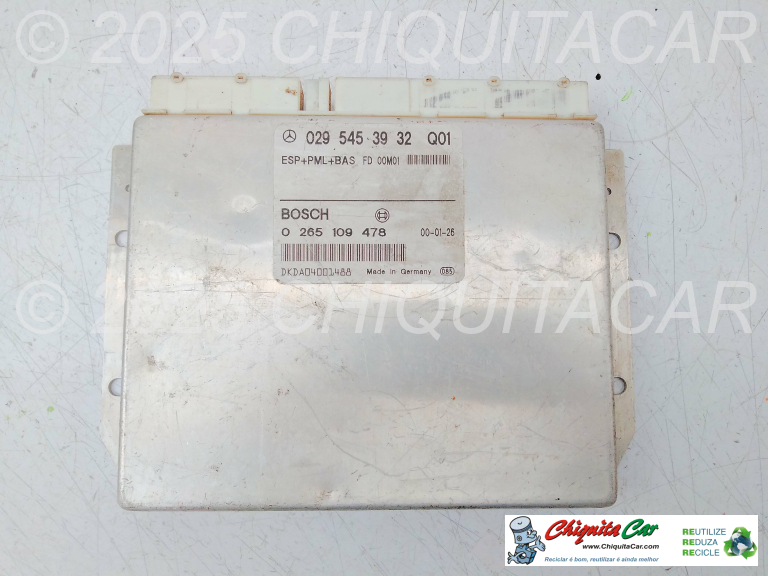 © 2025 CHIQUITACAR
029 545 39 32 Q01
ESP+PML+BAS FD 00M01
BOSCH
0 265 109 478 00-01-26
DKDA04001488 Made in Germany 083
© 2025 CHIQUITACAR
Chiquita Car
www.ChiquitaCar.com
Reciclar é bom, reutilizar é ainda melhor
REUTILIZE
REDUZA
RECICLE